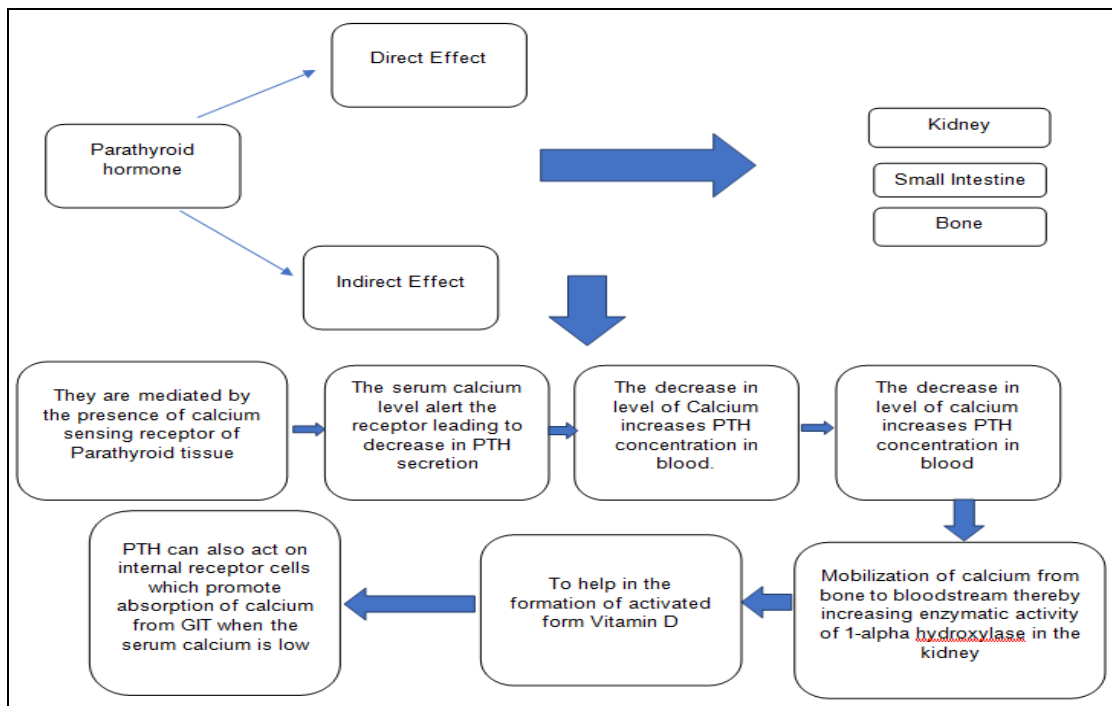 Direct Effect
Parathyroid
hormone
Indirect Effect
Kidney
Small Intestine
Bone
They are mediated by
the presence of calcium
sensing receptor of
Parathyroid tissue
The serum calcium
level alert the
receptor leading to
decrease in PTH
secretion
The decrease in
level of Calcium
increases PTH
concentration in
blood.
The decrease in
level of calcium
increases PTH
concentration in
blood
Mobilization of calcium from
bone to bloodstream thereby
increasing enzymatic activity
of 1-alpha hydroxylase in the
kidney
To help in the
formation of activated
form Vitamin D
PTH can also act on
internal receptor cells
which promote
absorption of calcium
from GIT when the
serum calcium is low